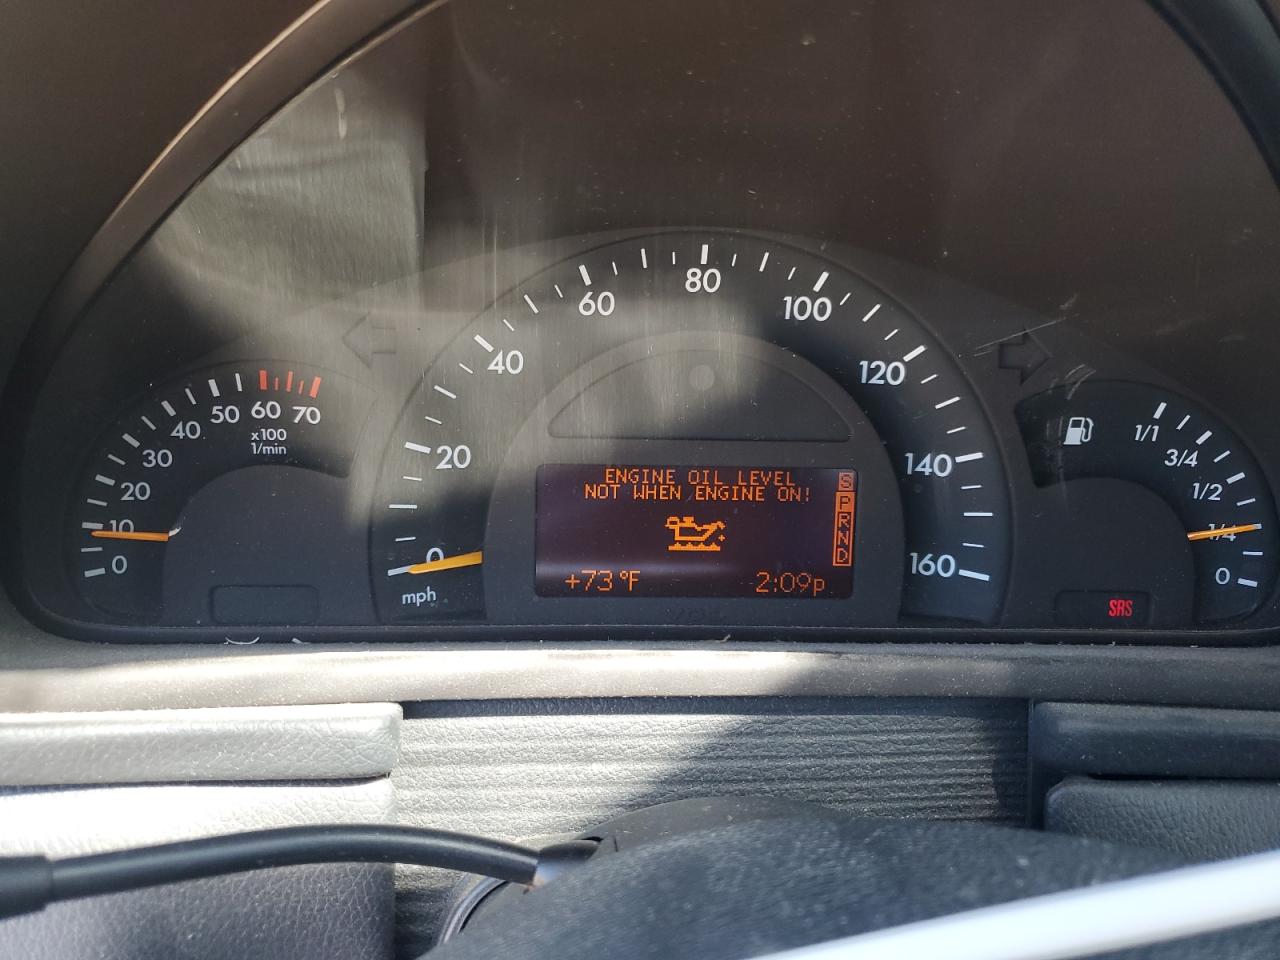 0
10
20
30
40
50
60
70
x100
1/min
0
20
40
60
80
100
120
140
160
mph
ENGINE OIL LEVEL
NOT WHEN ENGINE ON!
S
P
R
N
D
+73°F
2:09p
1/1
3/4
1/2
1/4
0
SRS